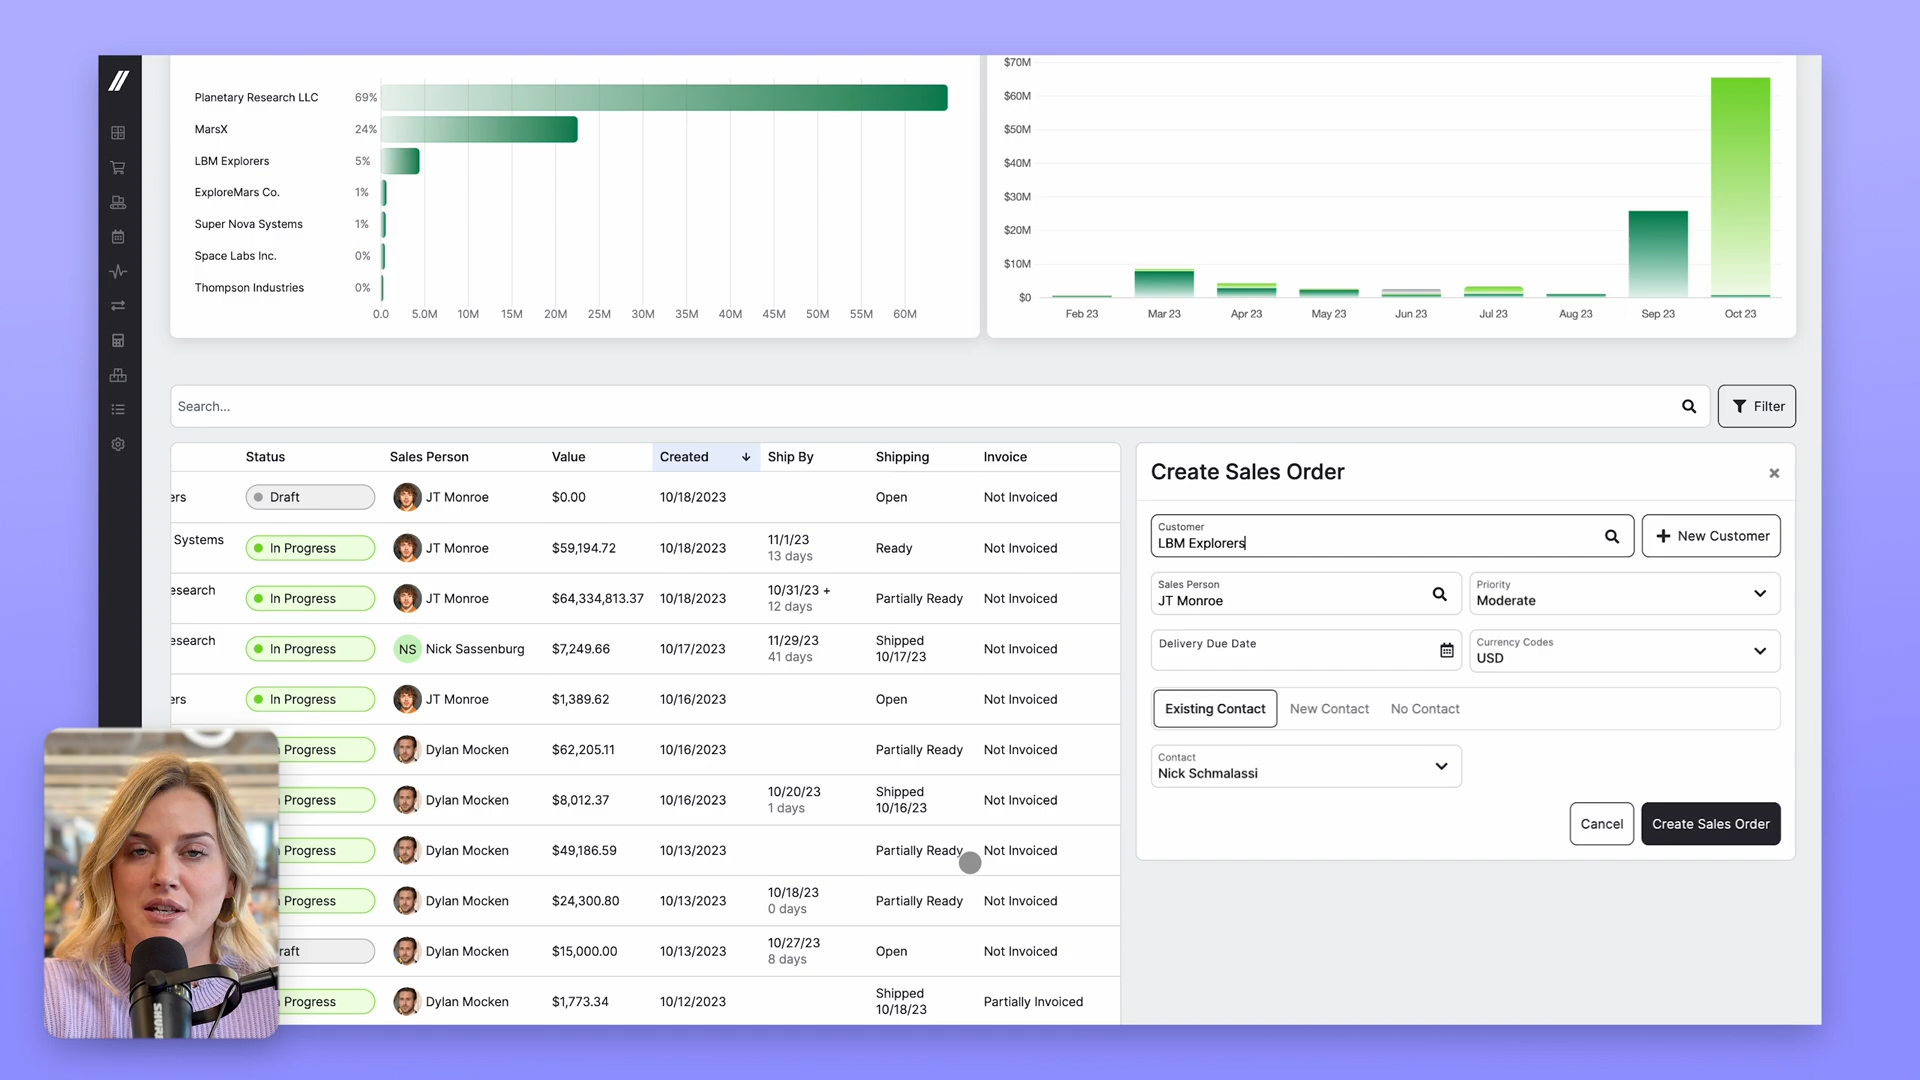 Planetary Research LLC 69%
MarsX 24%
LBM Explorers 5%
ExploreMars Co. 1%
Super Nova Systems 1%
Space Labs Inc. 0%
Thompson Industries 0%
0.0 5.0M 10M 15M 20M 25M 30M 35M 40M 45M 50M 55M 60M
$70M
$60M
$50M
$40M
$30M
$20M
$10M
$0
Feb 23 Mar 23 Apr 23 May 23 Jun 23 Jul 23 Aug 23 Sep 23 Oct 23
Search...
Filter
Status Sales Person Value Created Ship By Shipping Invoice
ers Draft JT Monroe $0.00 10/18/2023 Open Not Invoiced
Systems In Progress JT Monroe $59,194.72 10/18/2023 11/1/23 Ready Not Invoiced
13 days
esearch In Progress JT Monroe $64,334,813.37 10/18/2023 10/31/23 + Partially Ready Not Invoiced
12 days
esearch In Progress NS Nick Sassenburg $7,249.66 10/17/2023 11/29/23 Shipped Not Invoiced
41 days 10/17/23
ers In Progress JT Monroe $1,389.62 10/16/2023 Open Not Invoiced
Progress Dylan Mocken $62,205.11 10/16/2023 Partially Ready Not Invoiced
Progress Dylan Mocken $8,012.37 10/16/2023 10/20/23 Shipped Not Invoiced
1 days 10/16/23
Progress Dylan Mocken $49,186.59 10/13/2023 Partially Ready Not Invoiced
Progress Dylan Mocken $24,300.80 10/13/2023 10/18/23 Partially Ready Not Invoiced
0 days
raft Dylan Mocken $15,000.00 10/13/2023 10/27/23 Open Not Invoiced
8 days
Progress Dylan Mocken $1,773.34 10/12/2023 Shipped Partially Invoiced
10/18/23
Create Sales Order
Customer
LBM Explorers
New Customer
Sales Person
JT Monroe
Priority
Moderate
Delivery Due Date
Currency Codes
USD
Existing Contact New Contact No Contact
Contact
Nick Schmalassi
Cancel Create Sales Order
SHURE